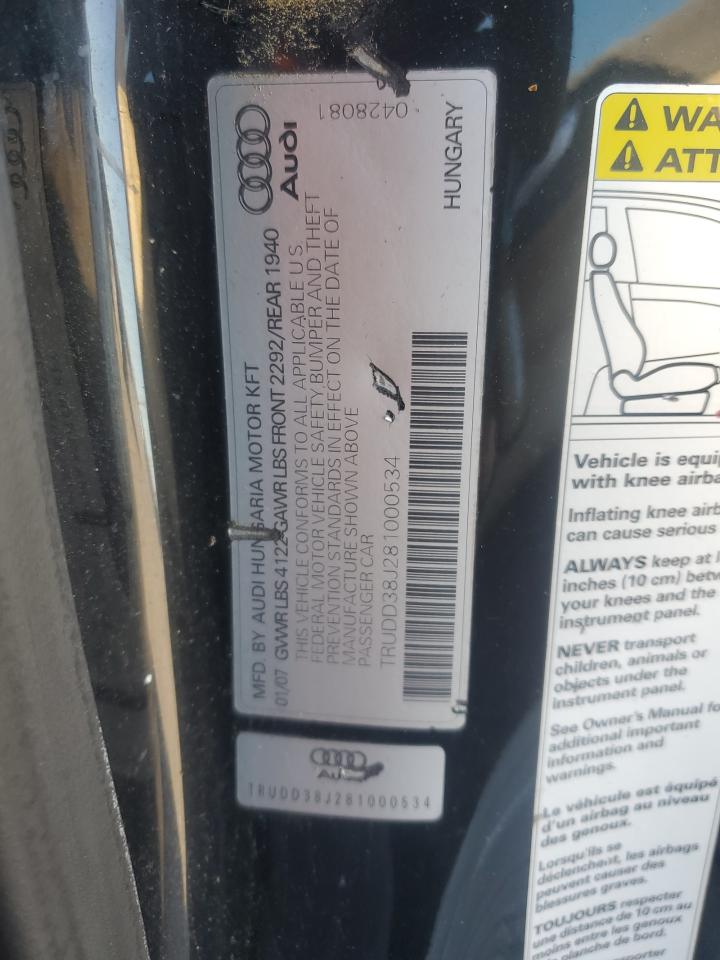 MFD. BY AUDI HUNGARIA MOTOR KFT
01/07 GVWR LBS 4122 GAWR LBS FRONT 2292/REAR 1940
THIS VEHICLE CONFORMS TO ALL APPLICABLE U S
FEDERAL MOTOR VEHICLE SAFETY BUMPER AND THEFT
PREVENTION STANDARDS IN EFFECT ON THE DATE OF
MANUFACTURE SHOWN ABOVE
PASSENGER CAR
TRUDD38J281000534
Audi
0428081
HUNGARY
Audi
TRUDD38J281000534
WA
ATT
Vehicle is equi
with knee airba
Inflating knee airb
can cause serious
ALWAYS keep at l
inches (10 cm) betw
your knees and the
instrument panel.
NEVER transport
children, animals or
objects under the
instrument panel.
See Owner's Manual fo
additional important
information and
warnings.
Le véhicule est équipé
d'un airbag au niveau
des genoux.
Lorsqu'ils se
déclenchent, les airbags
peuvent causer des
blessures graves.
TOUJOURS respecter
une distance de 10 cm au
moins entre les genoux
planche de bord.